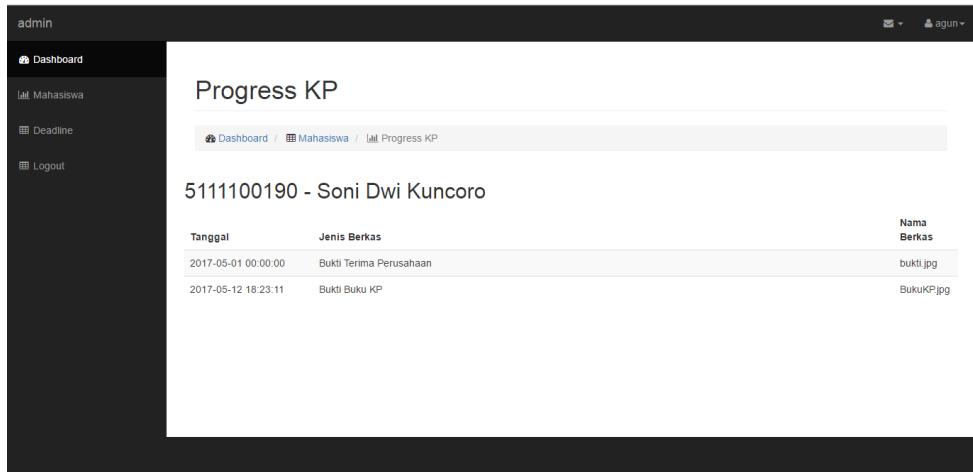 admin
agun
Dashboard
Mahasiswa
Deadline
Logout
Progress KP
Dashboard / Mahasiswa / Progress KP
5111100190 - Soni Dwi Kuncoro
Tanggal Jenis Berkas Nama Berkas
2017-05-01 00:00:00 Bukti Terima Perusahaan bukti.jpg
2017-05-12 18:23:11 Bukti Buku KP BukuKP.jpg